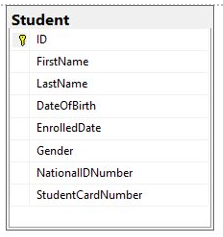 Student
ID
FirstName
LastName
DateOfBirth
EnrolledDate
Gender
NationalIDNumber
StudentCardNumber